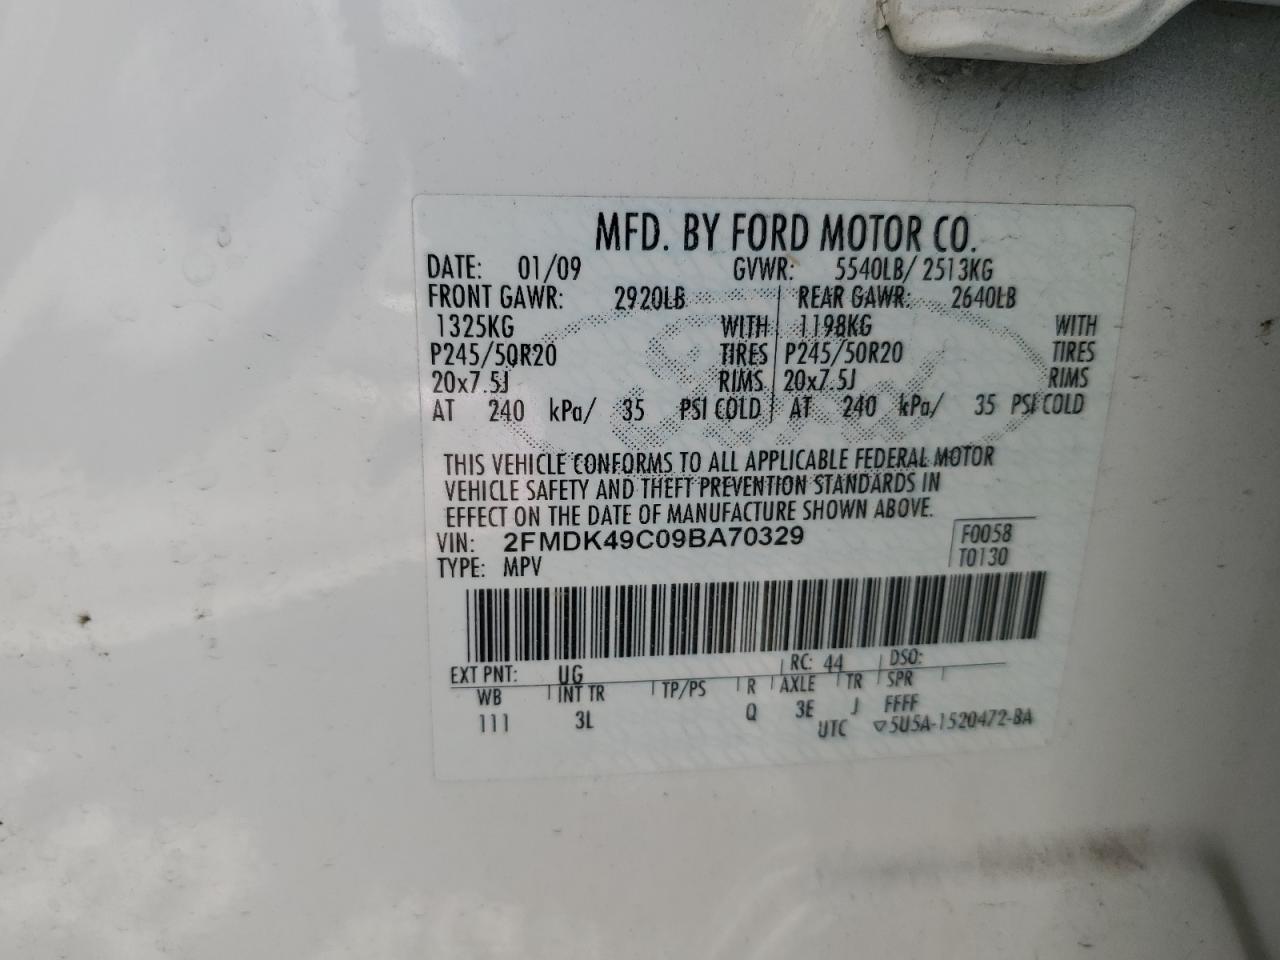 MFD. BY FORD MOTOR CO.
DATE: 01/09 GVWR: 5540LB/ 2513KG
FRONT GAWR: 2920LB REAR GAWR: 2640LB
1325KG WITH 1198KG WITH
P245/50R20 TIRES P245/50R20 TIRES
20x7.5J RIMS 20x7.5J RIMS
AT 240 kPa/ 35 PSI COLD AT 240 kPa/ 35 PSI COLD
THIS VEHICLE CONFORMS TO ALL APPLICABLE FEDERAL MOTOR
VEHICLE SAFETY AND THEFT PREVENTION STANDARDS IN
EFFECT ON THE DATE OF MANUFACTURE SHOWN ABOVE.
VIN: 2FMDK49C09BA70329 F0058
TYPE: MPV T0130
EXT PNT: UG RC: 44 DSO:
WB INT TR TP/PS R AXLE TR SPR
111 3L Q 3E J FFFF
UTC ▽5U5A-1520472-BA